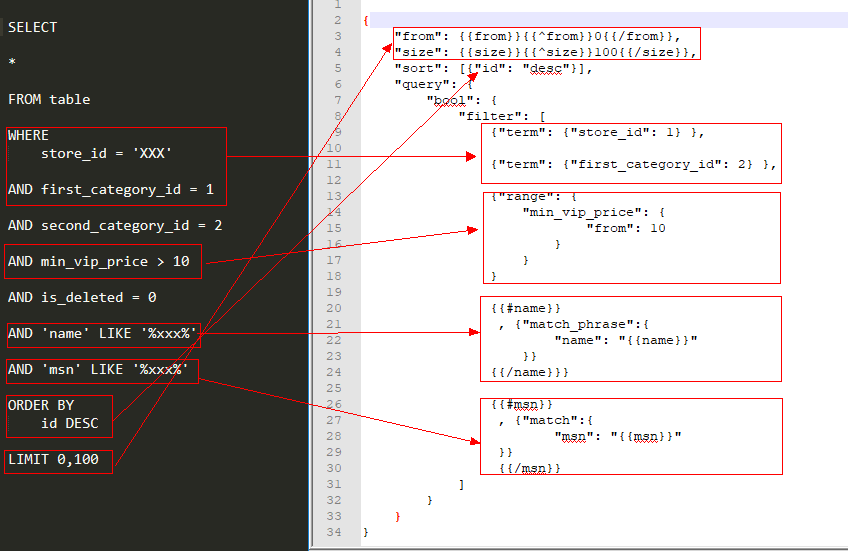 SELECT
*
FROM table
WHERE
store_id = 'XXX'
AND first_category_id = 1
AND second_category_id = 2
AND min_vip_price > 10
AND is_deleted = 0
AND 'name' LIKE '%xxx%'
AND 'msn' LIKE '%xxx%'
ORDER BY
id DESC
LIMIT 0,100
1
2 {
3 "from": {{from}}{{^from}}0{{/from}},
4 "size": {{size}}{{^size}}100{{/size}},
5 "sort": [{"id": "desc"}],
6 "query": {
7 "bool": {
8 "filter": [
9 {"term": {"store_id": 1} },
10
11 {"term": {"first_category_id": 2} },
12
13 {"range": {
14 "min_vip_price": {
15 "from": 10
16 }
17 }
18 }
19
20 {{#name}}
21 , {"match_phrase":{
22 "name": "{{name}}"
23 }}
24 {{/name}}}
25
26 {{#msn}}
27 , {"match":{
28 "msn": "{{msn}}"
29 }}
30 {{/msn}}
31 ]
32 }
33 }
34 }